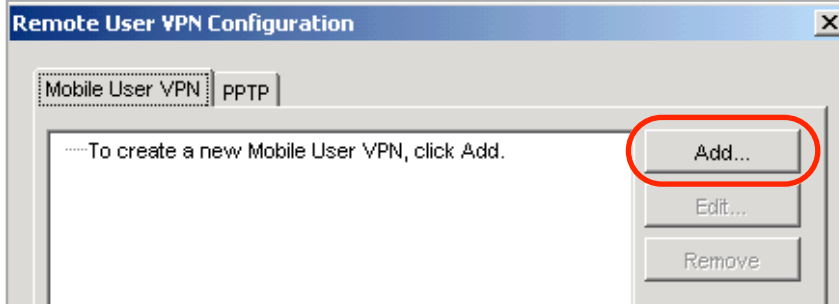 Remote User VPN Configuration
Mobile User VPN PPTP
To create a new Mobile User VPN, click Add.
Add...
Edit...
Remove